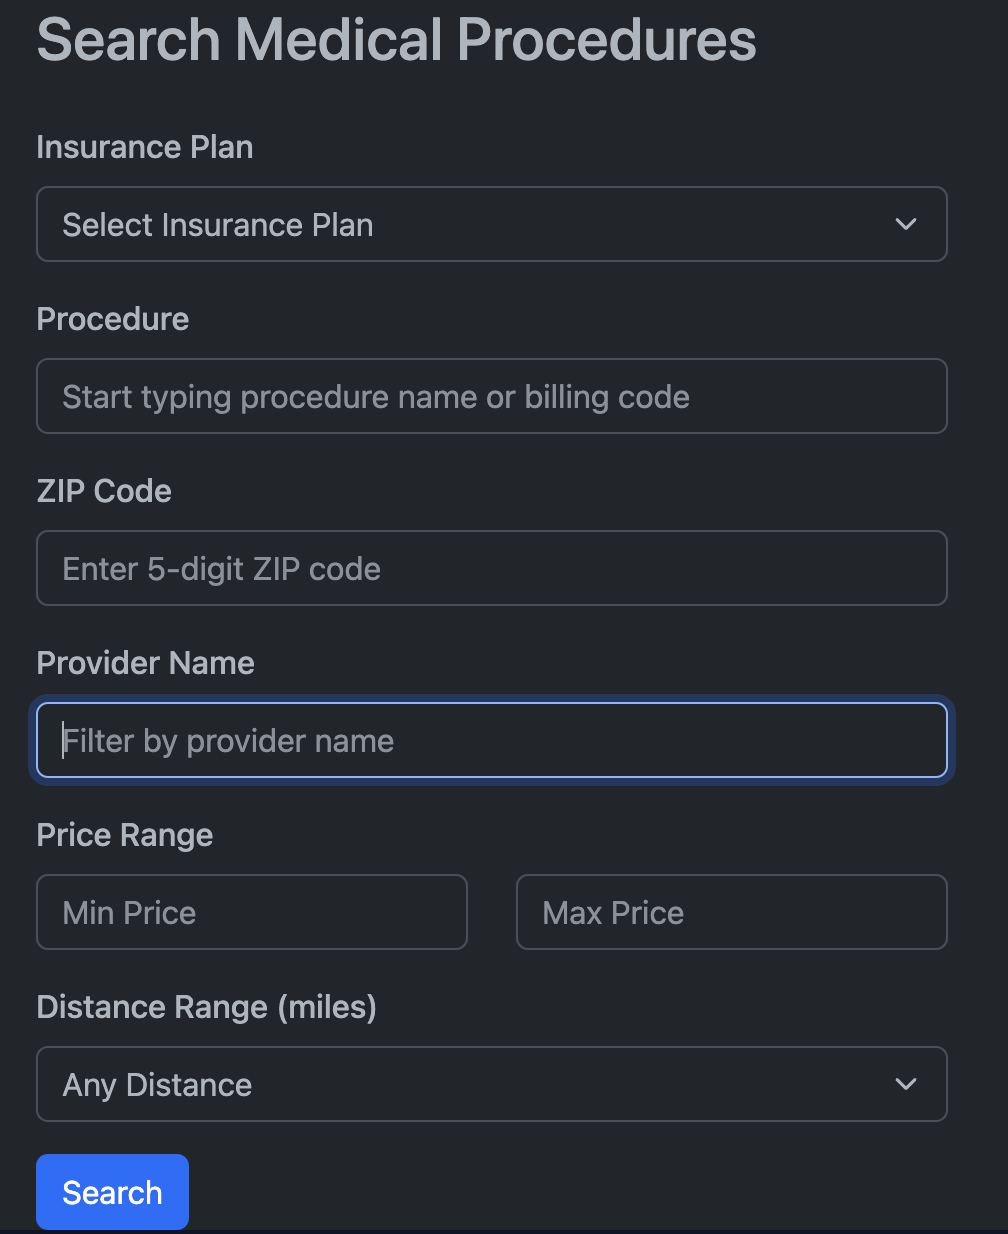 Search Medical Procedures
Insurance Plan
Select Insurance Plan
Procedure
Start typing procedure name or billing code
ZIP Code
Enter 5-digit ZIP code
Provider Name
Filter by provider name
Price Range
Min Price
Max Price
Distance Range (miles)
Any Distance
Search